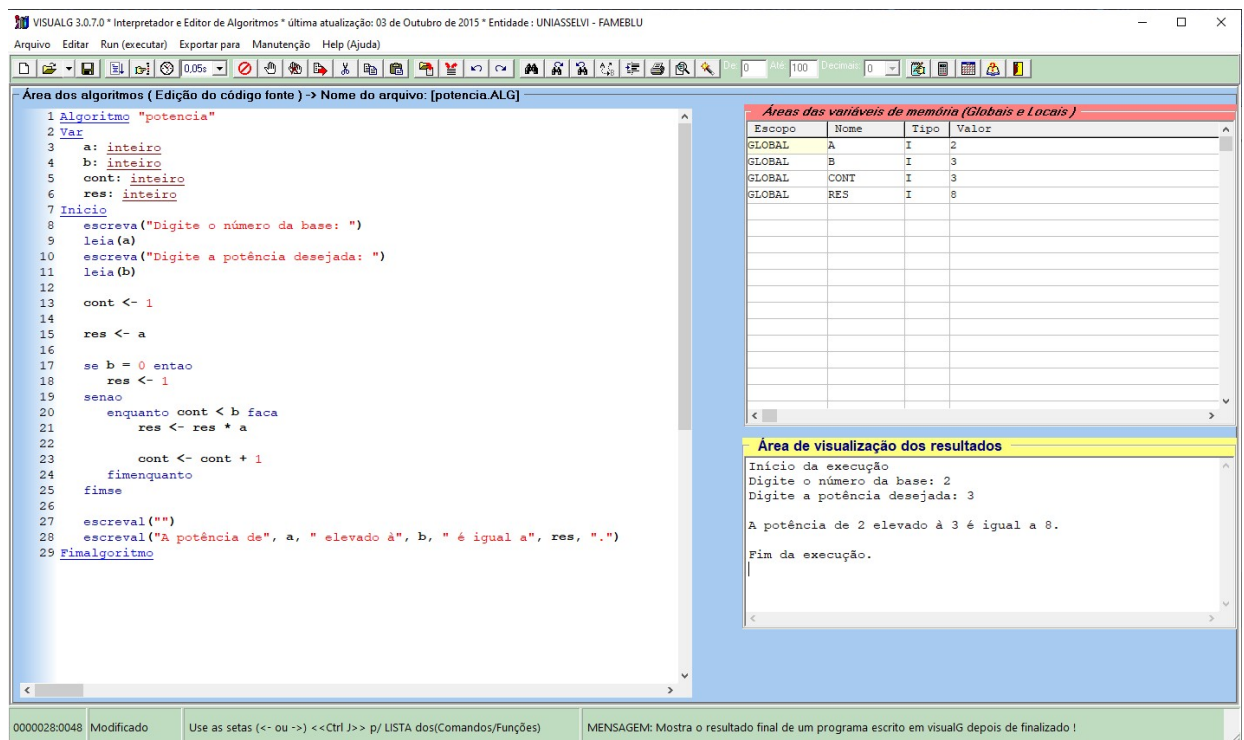 VISUALG 3.0.7.0 * Interpretador e Editor de Algoritmos * última atualização: 03 de Outubro de 2015 * Entidade : UNIASSELVI - FAMEBLU
Arquivo Editar Run (executar) Exportar para Manutenção Help (Ajuda)
0,05s De: 0 Até: 100 Decimais: 0
Área dos algoritmos ( Edição do código fonte ) -> Nome do arquivo: [potencia.ALG]
1 Algoritmo "potencia"
2 Var
3 a: inteiro
4 b: inteiro
5 cont: inteiro
6 res: inteiro
7 Inicio
8 escreva("Digite o número da base: ")
9 leia(a)
10 escreva("Digite a potência desejada: ")
11 leia(b)
12
13 cont <- 1
14
15 res <- a
16
17 se b = 0 entao
18 res <- 1
19 senao
20 enquanto cont < b faca
21 res <- res * a
22
23 cont <- cont + 1
24 fimenquanto
25 fimse
26
27 escreval("")
28 escreval("A potência de", a, " elevado à", b, " é igual a", res, ".")
29 Fimalgoritmo
Áreas das variáveis de memória (Globais e Locais )
Escopo Nome Tipo Valor
GLOBAL A I 2
GLOBAL B I 3
GLOBAL CONT I 3
GLOBAL RES I 8
Área de visualização dos resultados
Início da execução
Digite o número da base: 2
Digite a potência desejada: 3
A potência de 2 elevado à 3 é igual a 8.
Fim da execução.
0000028:0048 Modificado Use as setas (<- ou ->) <<Ctrl J>> p/ LISTA dos(Comandos/Funções) MENSAGEM: Mostra o resultado final de um programa escrito em visualG depois de finalizado !